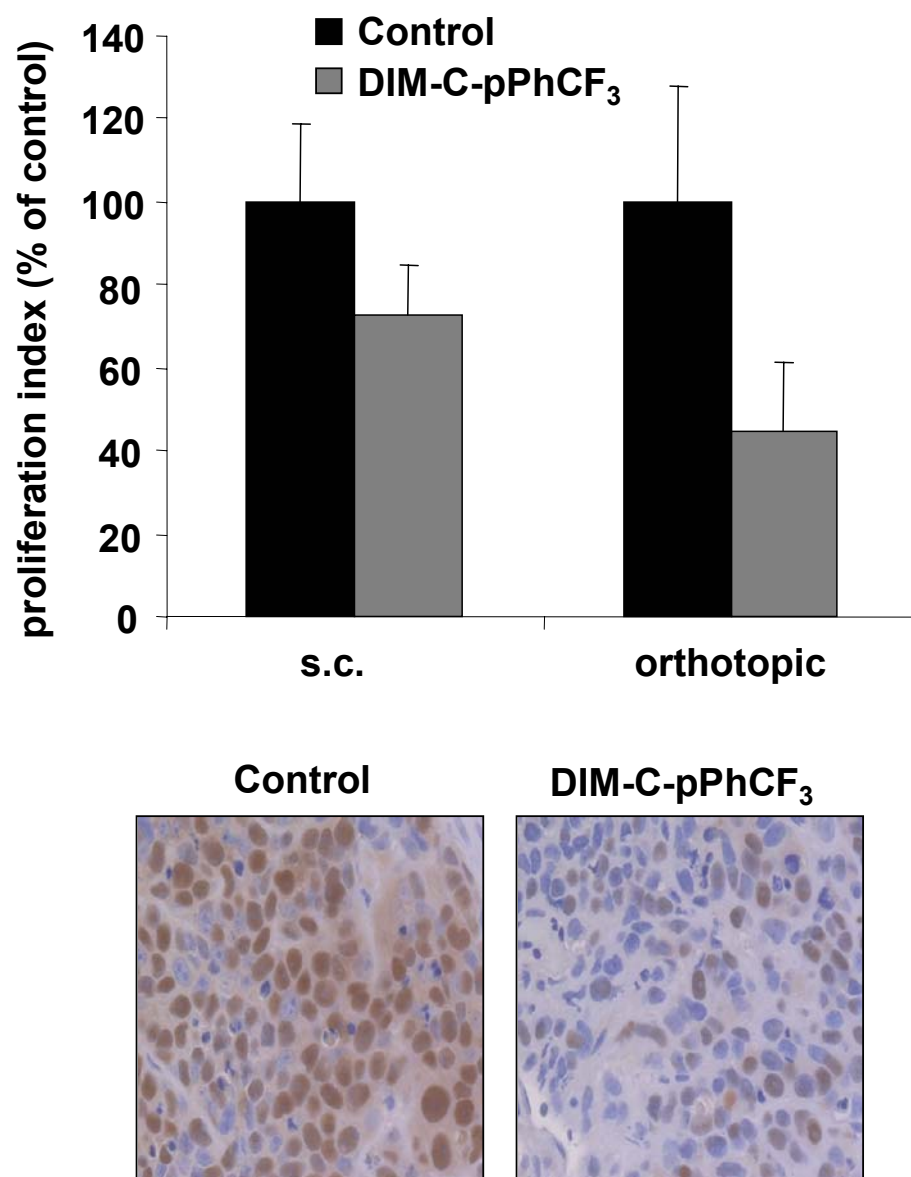 proliferation index (% of control)
140
120
100
80
60
40
20
0
Control
DIM-C-pPhCF₃
s.c.
orthotopic
Control
DIM-C-pPhCF₃